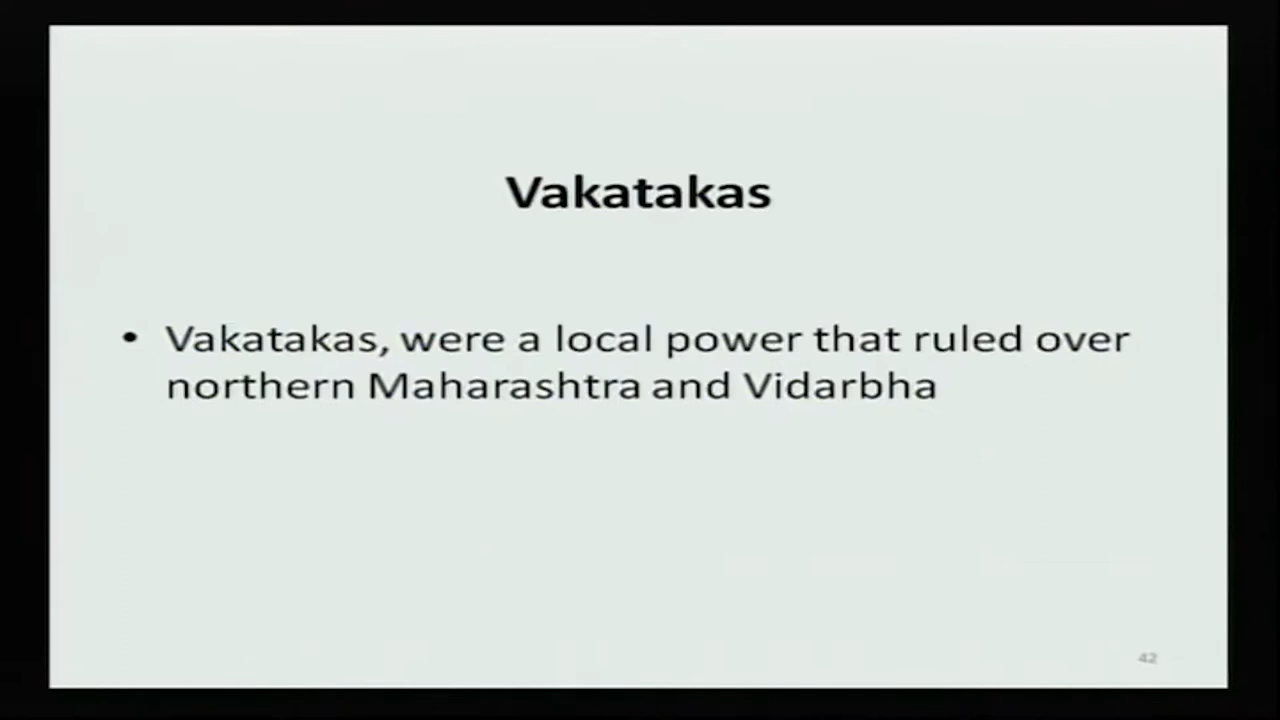 Vakatakas
• Vakatakas, were a local power that ruled over
northern Maharashtra and Vidarbha
42